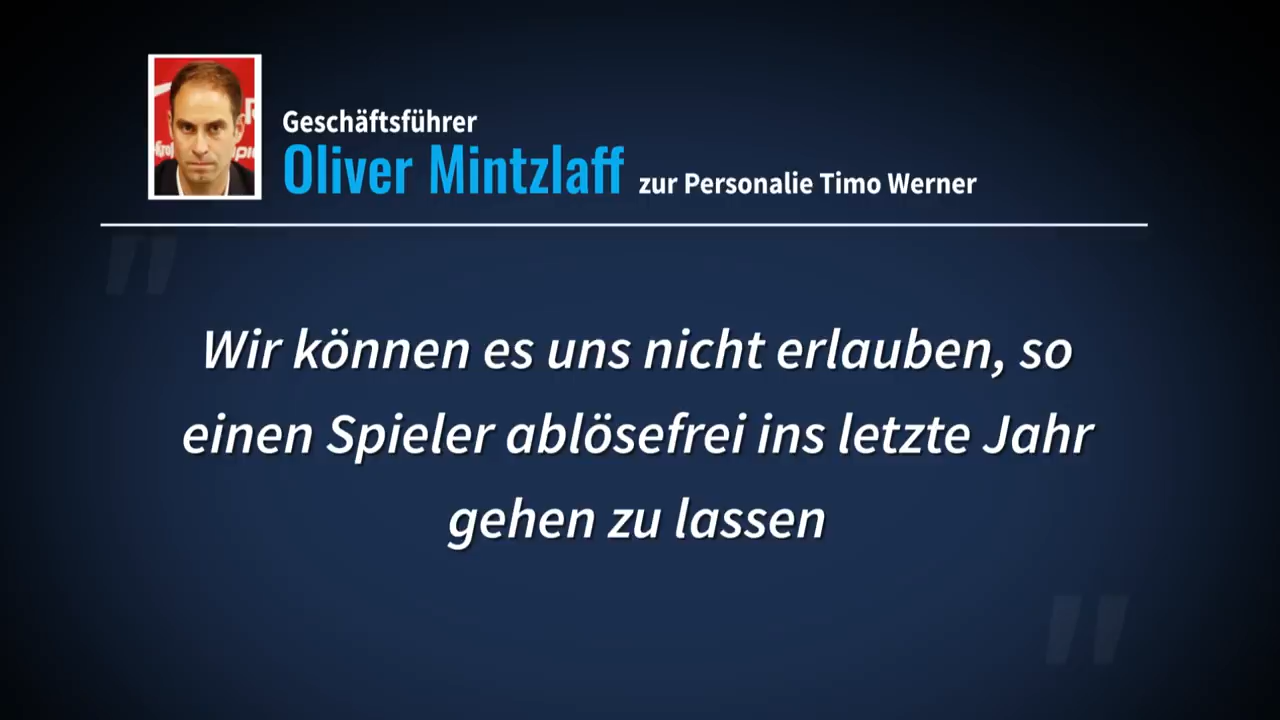 Geschäftsführer
Oliver Mintzlaff zur Personalie Timo Werner
"
Wir können es uns nicht erlauben, so
einen Spieler ablösefrei ins letzte Jahr
gehen zu lassen
"